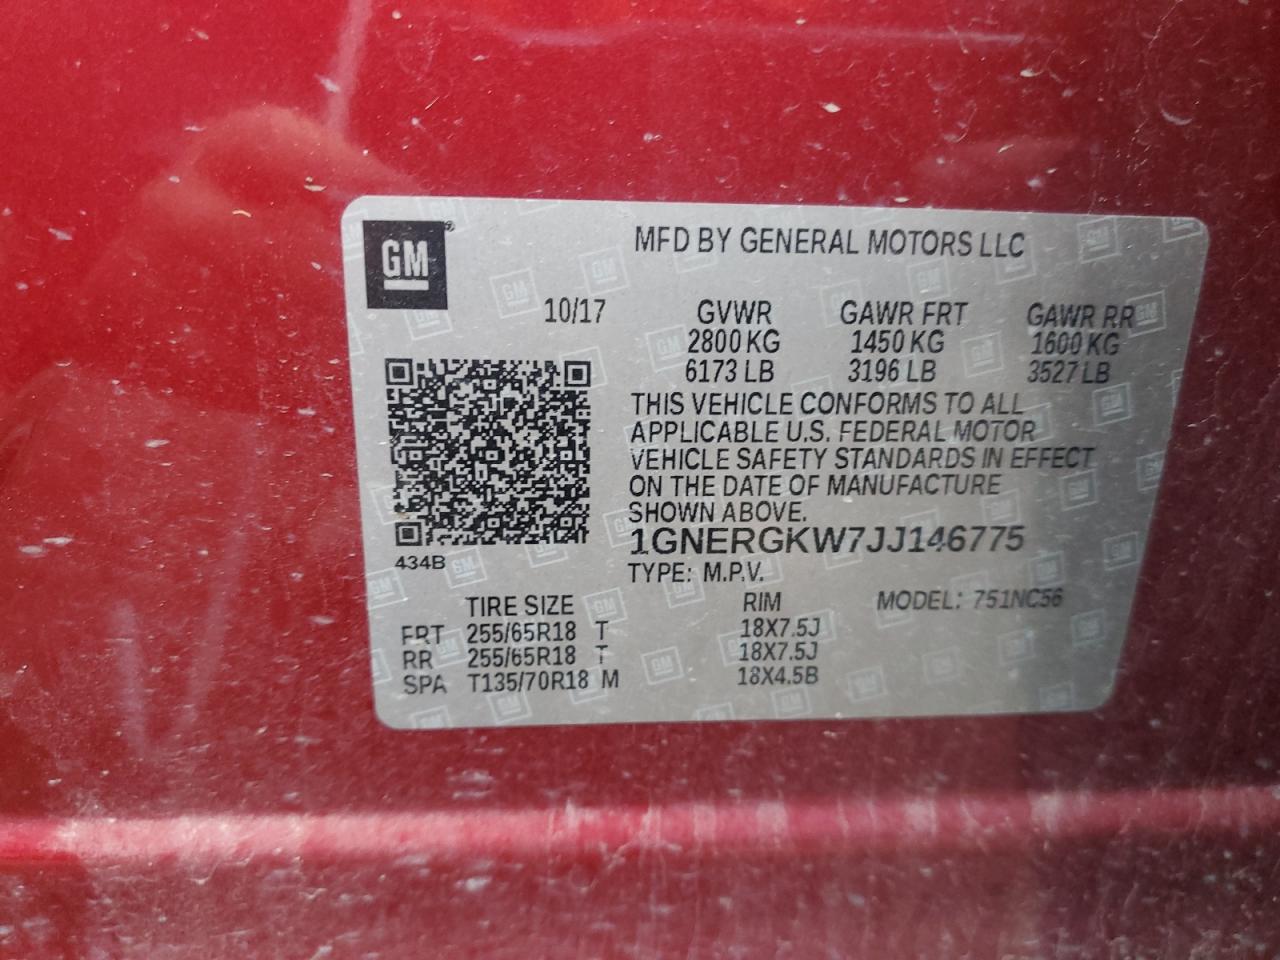 GM
MFD BY GENERAL MOTORS LLC
10/17 GVWR GAWR FRT GAWR RR
2800 KG 1450 KG 1600 KG
6173 LB 3196 LB 3527 LB
THIS VEHICLE CONFORMS TO ALL
APPLICABLE U.S. FEDERAL MOTOR
VEHICLE SAFETY STANDARDS IN EFFECT
ON THE DATE OF MANUFACTURE
SHOWN ABOVE.
1GNERGKW7JJ146775
434B
TYPE: M.P.V.
TIRE SIZE RIM MODEL: 751NC56
FRT 255/65R18 T 18X7.5J
RR 255/65R18 T 18X7.5J
SPA T135/70R18 M 18X4.5B